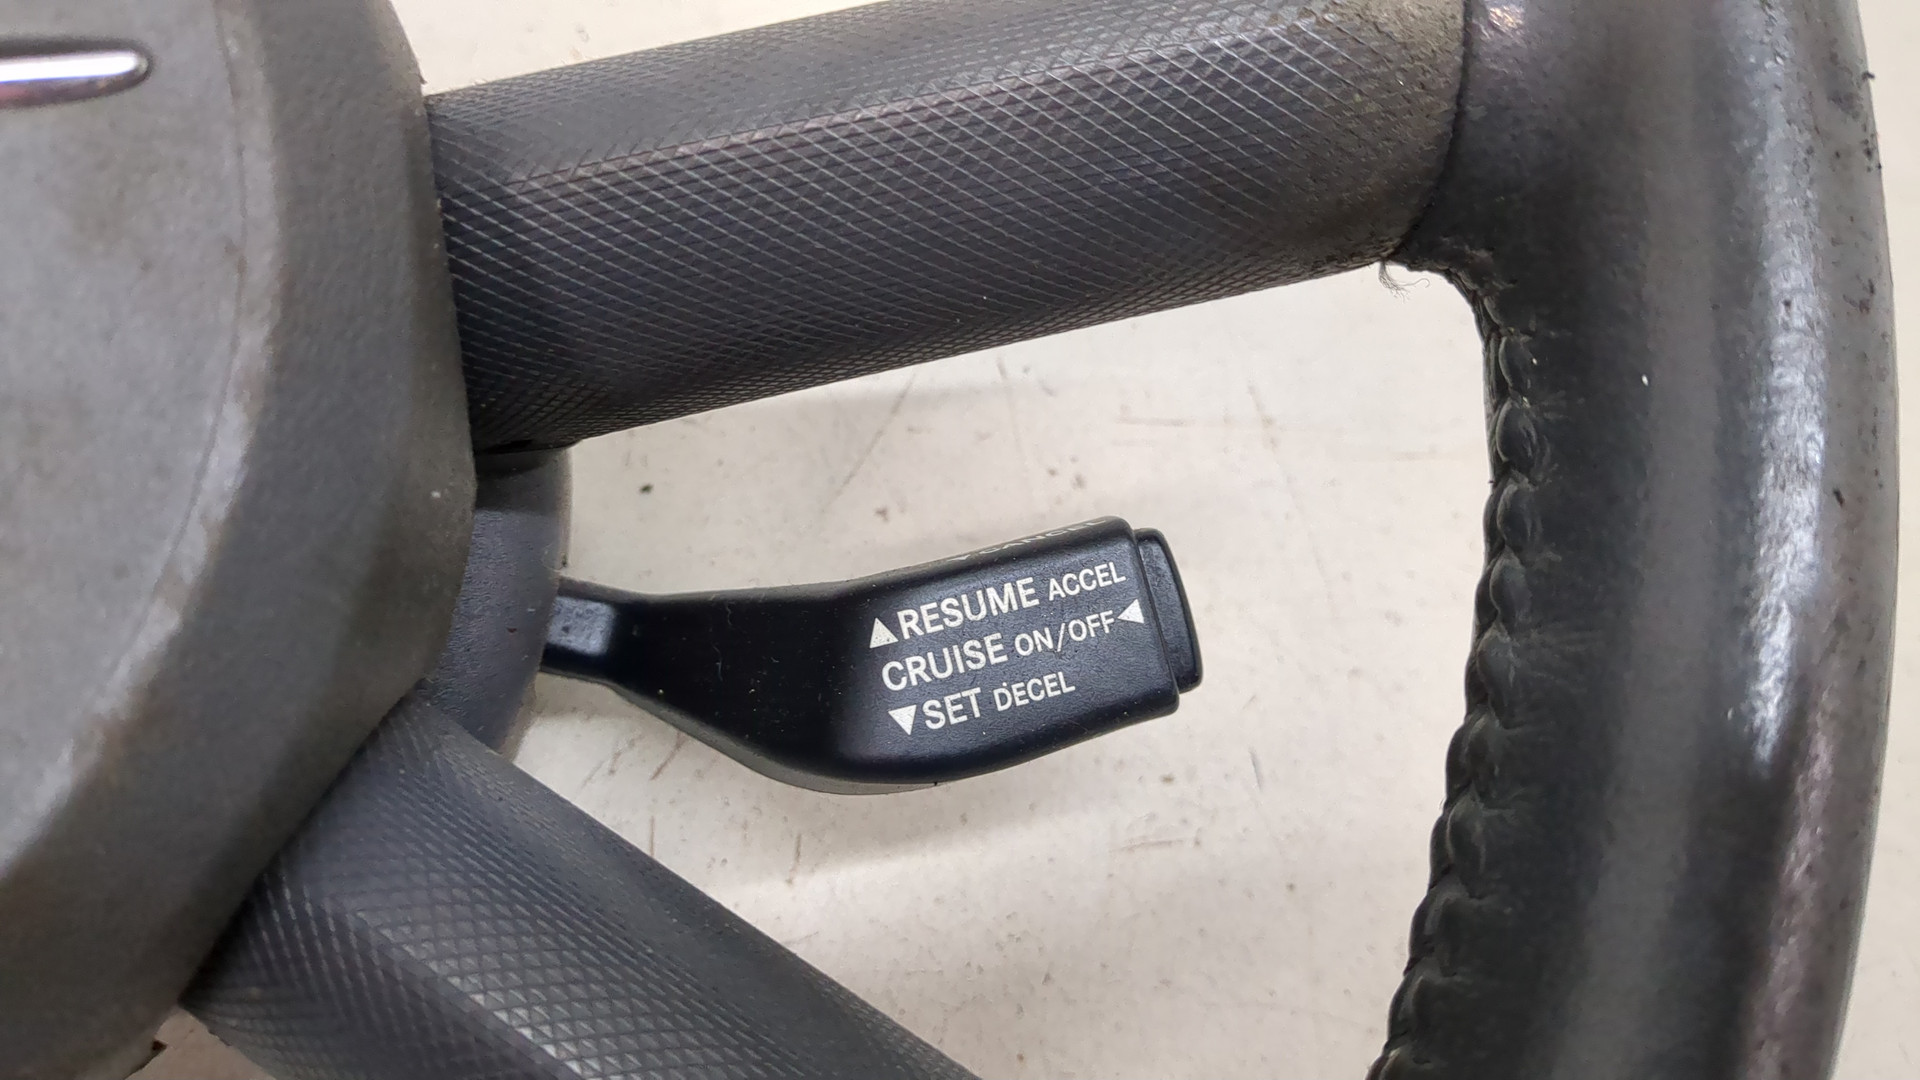 ▲RESUME ACCEL
CRUISE ON/OFF◀
▼SET DECEL